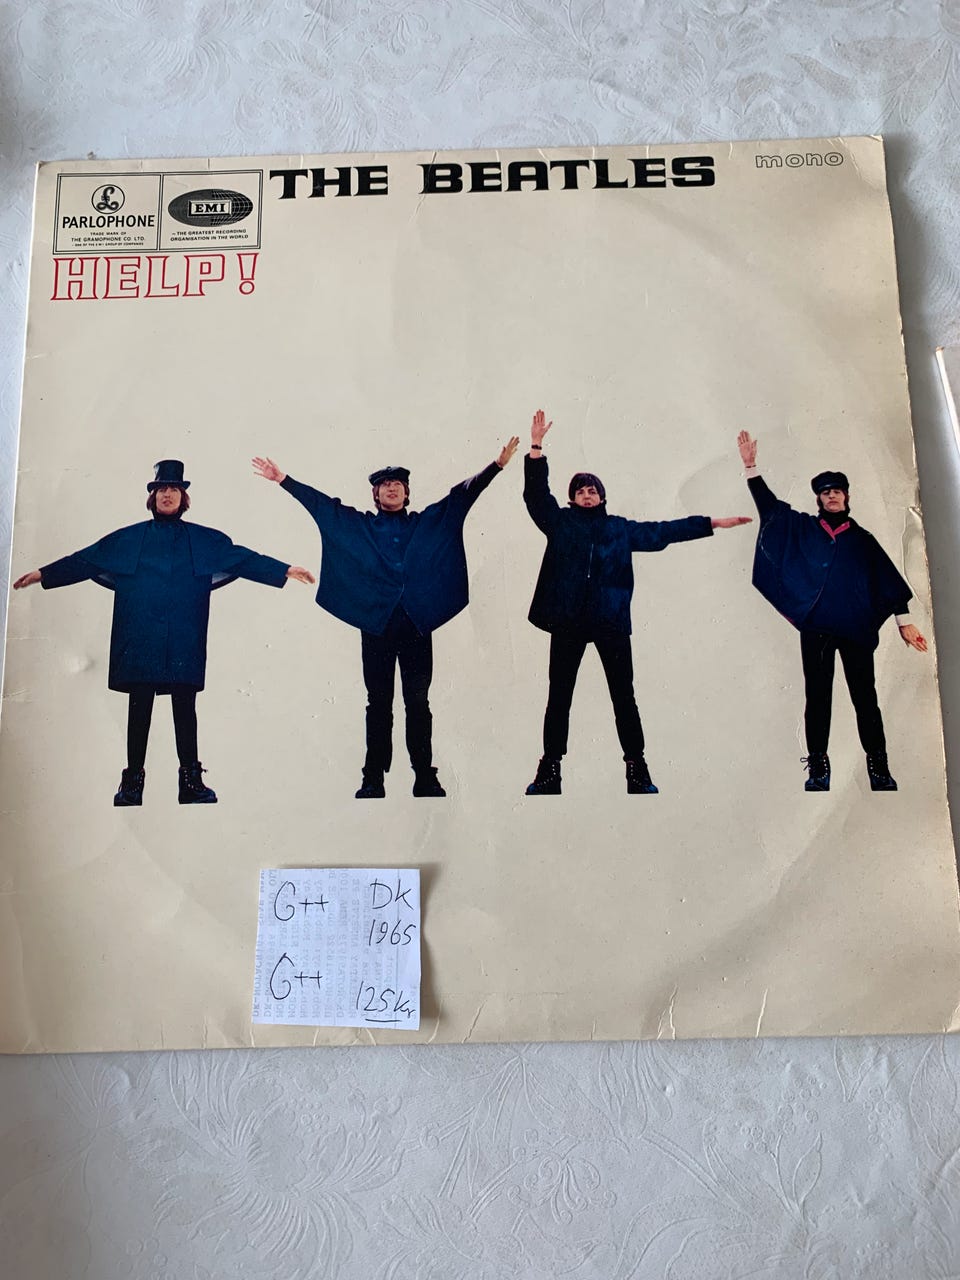 THE BEATLES
mono
PARLOPHONE
TRADE MARK OF
THE GRAMOPHONE CO. LTD.
EMI
THE GREATEST RECORDING
ORGANISATION IN THE WORLD
HELP!
G++ DK
1965
G++
125kr